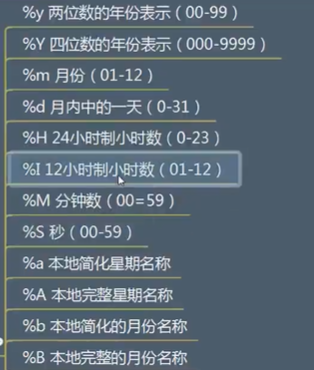 %y 两位数的年份表示（00-99）
%Y 四位数的年份表示（000-9999）
%m 月份（01-12）
%d 月内中的一天（0-31）
%H 24小时制小时数（0-23）
%I 12小时制小时数（01-12）
%M 分钟数（00=59）
%S 秒（00-59）
%a 本地简化星期名称
%A 本地完整星期名称
%b 本地简化的月份名称
%B 本地完整的月份名称